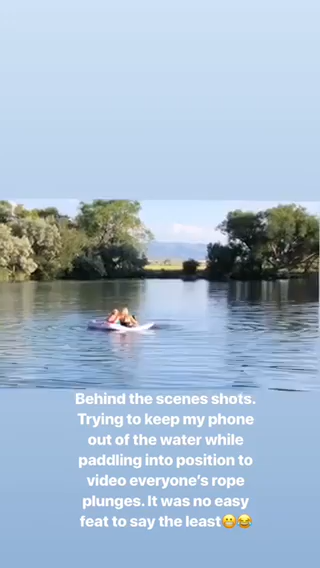 Behind the scenes shots.
Trying to keep my phone
out of the water while
paddling into position to
video everyone's rope
plunges. It was no easy
feat to say the least😬😂